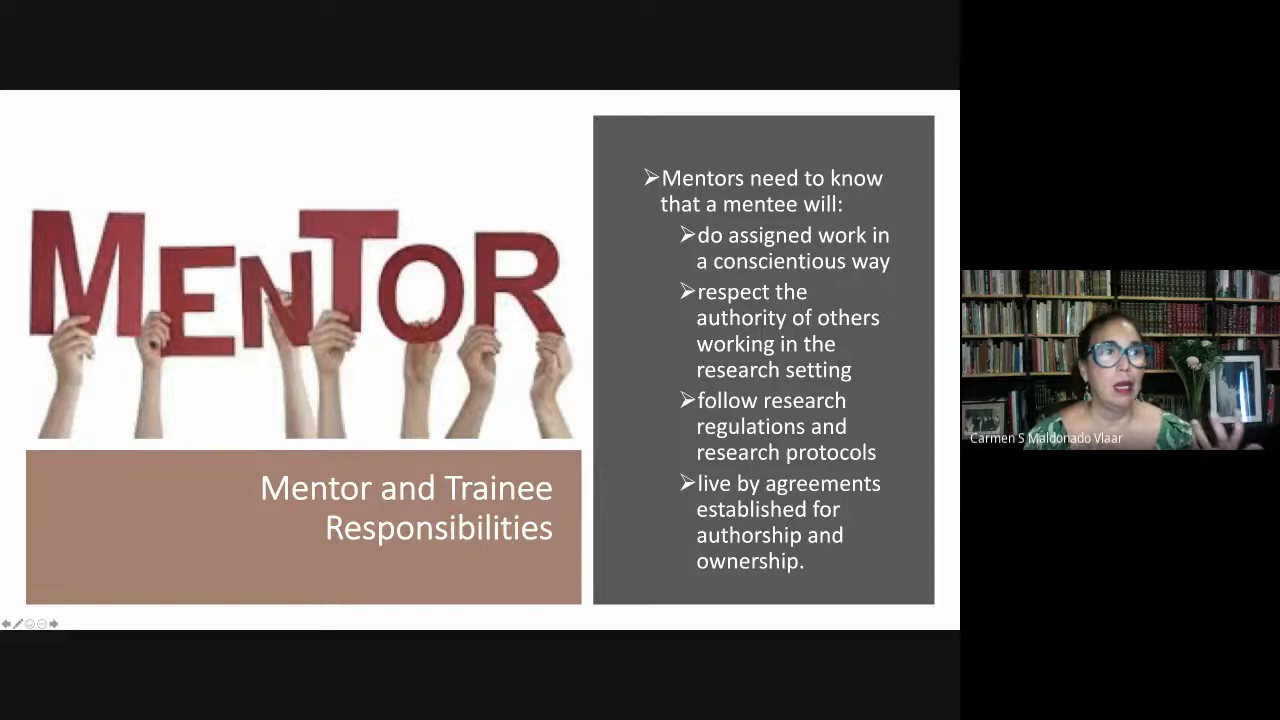 MENTOR
Mentor and Trainee
Responsibilities
Mentors need to know
that a mentee will:
do assigned work in
a conscientious way
respect the
authority of others
working in the
research setting
follow research
regulations and
research protocols
live by agreements
established for
authorship and
ownership.
Carmen S Maldonado Vlaar